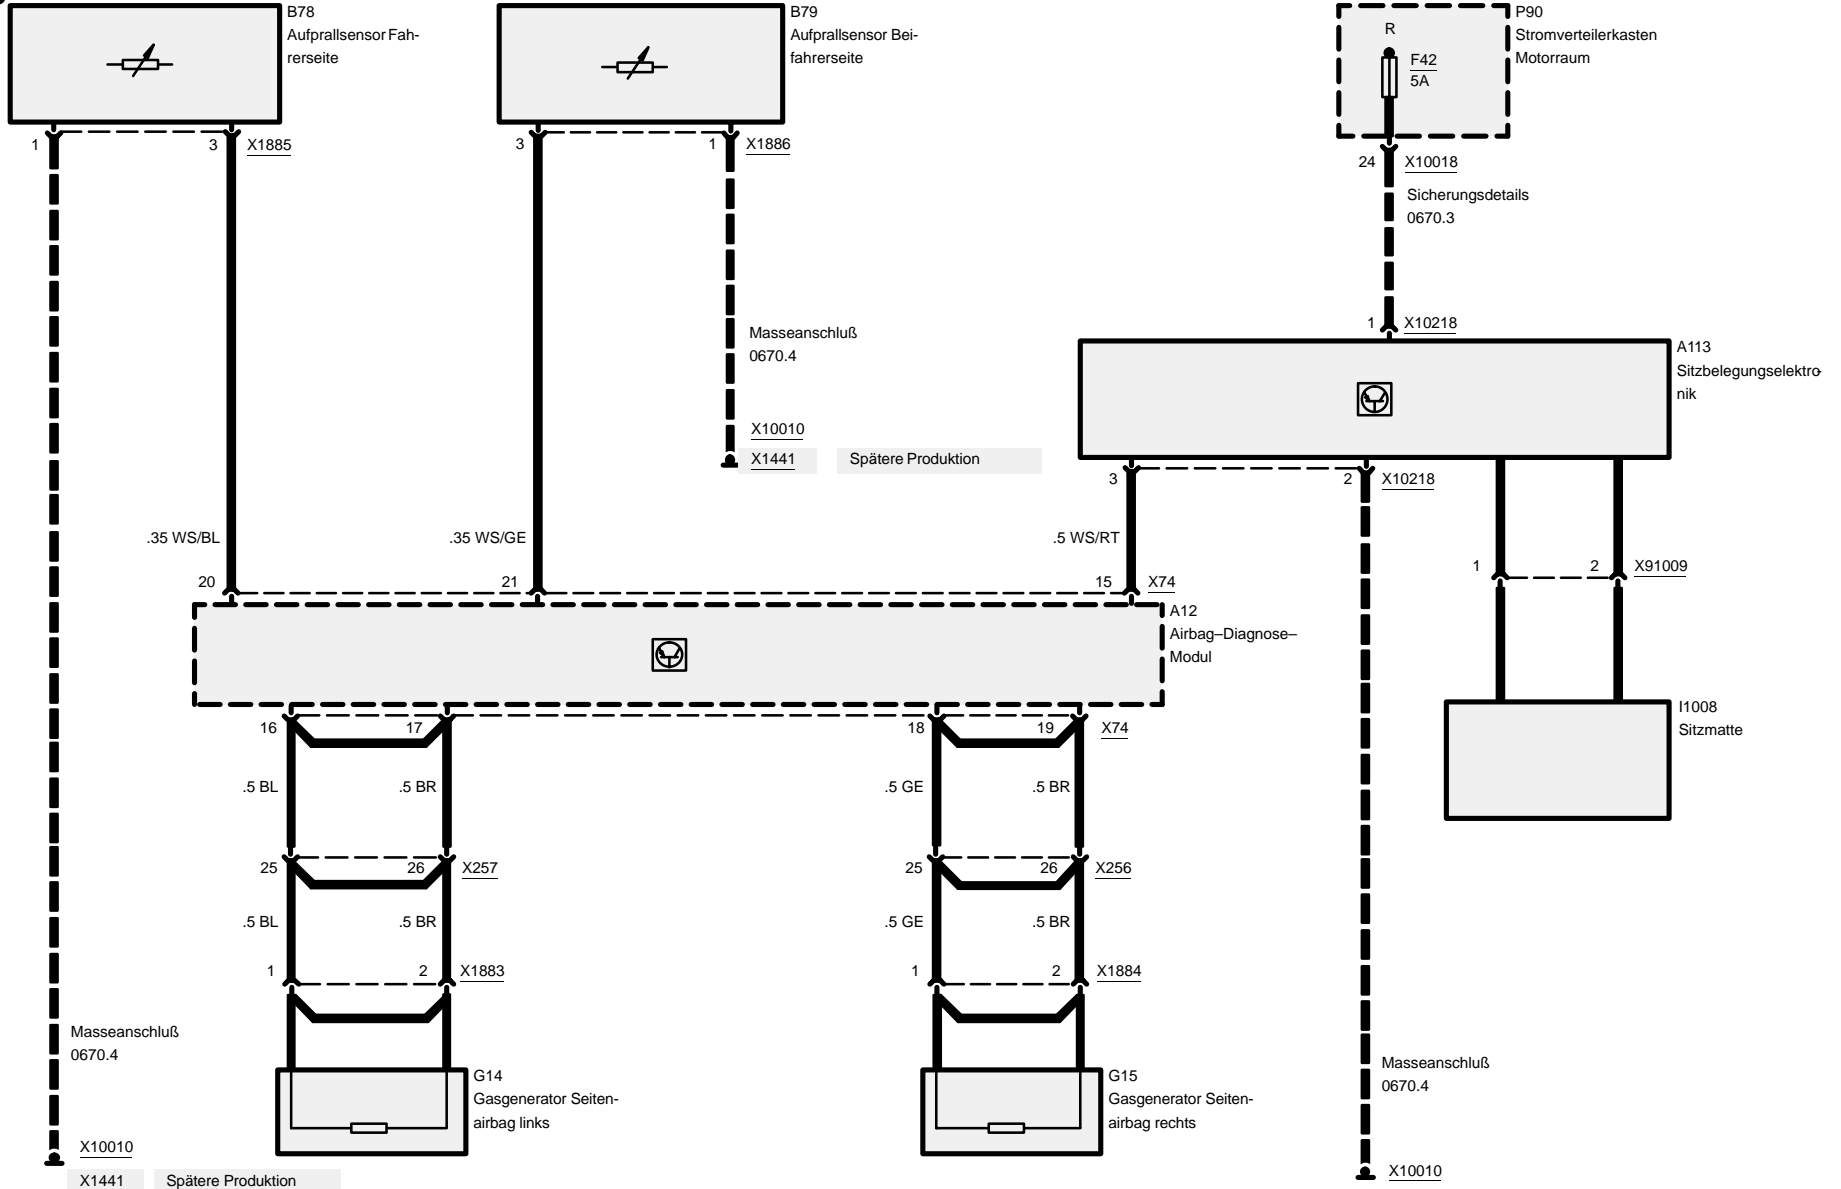 B78
Aufprallsensor Fah-
rerseite
B79
Aufprallsensor Bei-
fahrerseite
P90
Stromverteilerkasten
Motorraum
R
F42
5A
1
3
X1885
3
1
X1886
24
X10018
Sicherungsdetails
0670.3
Masseanschluß
0670.4
1
X10218
A113
Sitzbelegungselektro-
nik
X10010
X1441
Spätere Produktion
3
2
X10218
.35 WS/BL
.35 WS/GE
.5 WS/RT
1
2
X91009
20
21
15
X74
A12
Airbag–Diagnose–
Modul
I1008
Sitzmatte
16
17
18
19
X74
.5 BL
.5 BR
.5 GE
.5 BR
25
26
X257
25
26
X256
.5 BL
.5 BR
.5 GE
.5 BR
1
2
X1883
1
2
X1884
Masseanschluß
0670.4
G14
Gasgenerator Seiten-
airbag links
G15
Gasgenerator Seiten-
airbag rechts
Masseanschluß
0670.4
X10010
X1441
Spätere Produktion
X10010